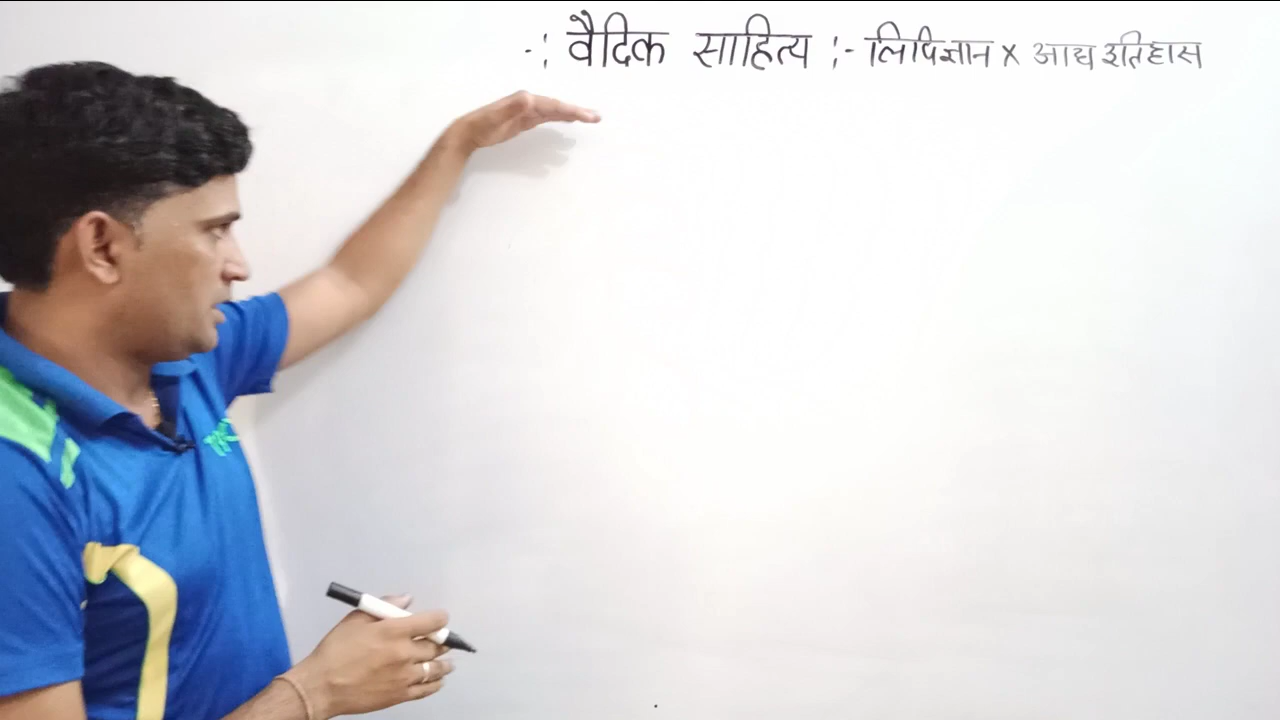 -: वैदिक साहित्य :- लिपिज्ञान x आद्य इतिहास